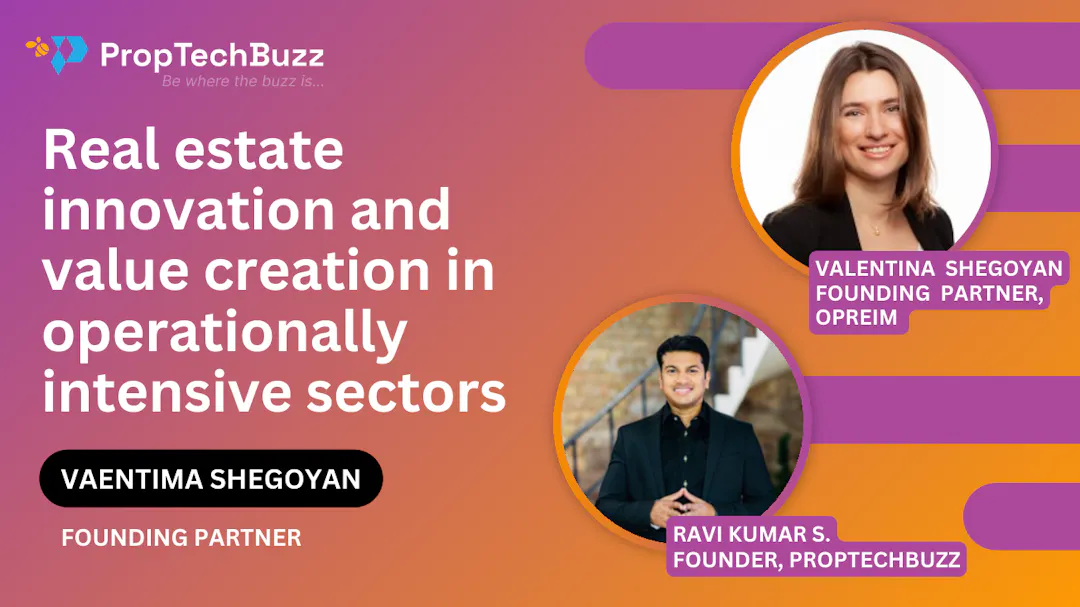 PropTechBuzz
Be where the buzz is...
Real estate
innovation and
value creation in
operationally
intensive sectors
VAENTIMA SHEGOYAN
FOUNDING PARTNER
VALENTINA SHEGOYAN
FOUNDING PARTNER,
OPREIM
RAVI KUMAR S.
FOUNDER, PROPTECHBUZZ